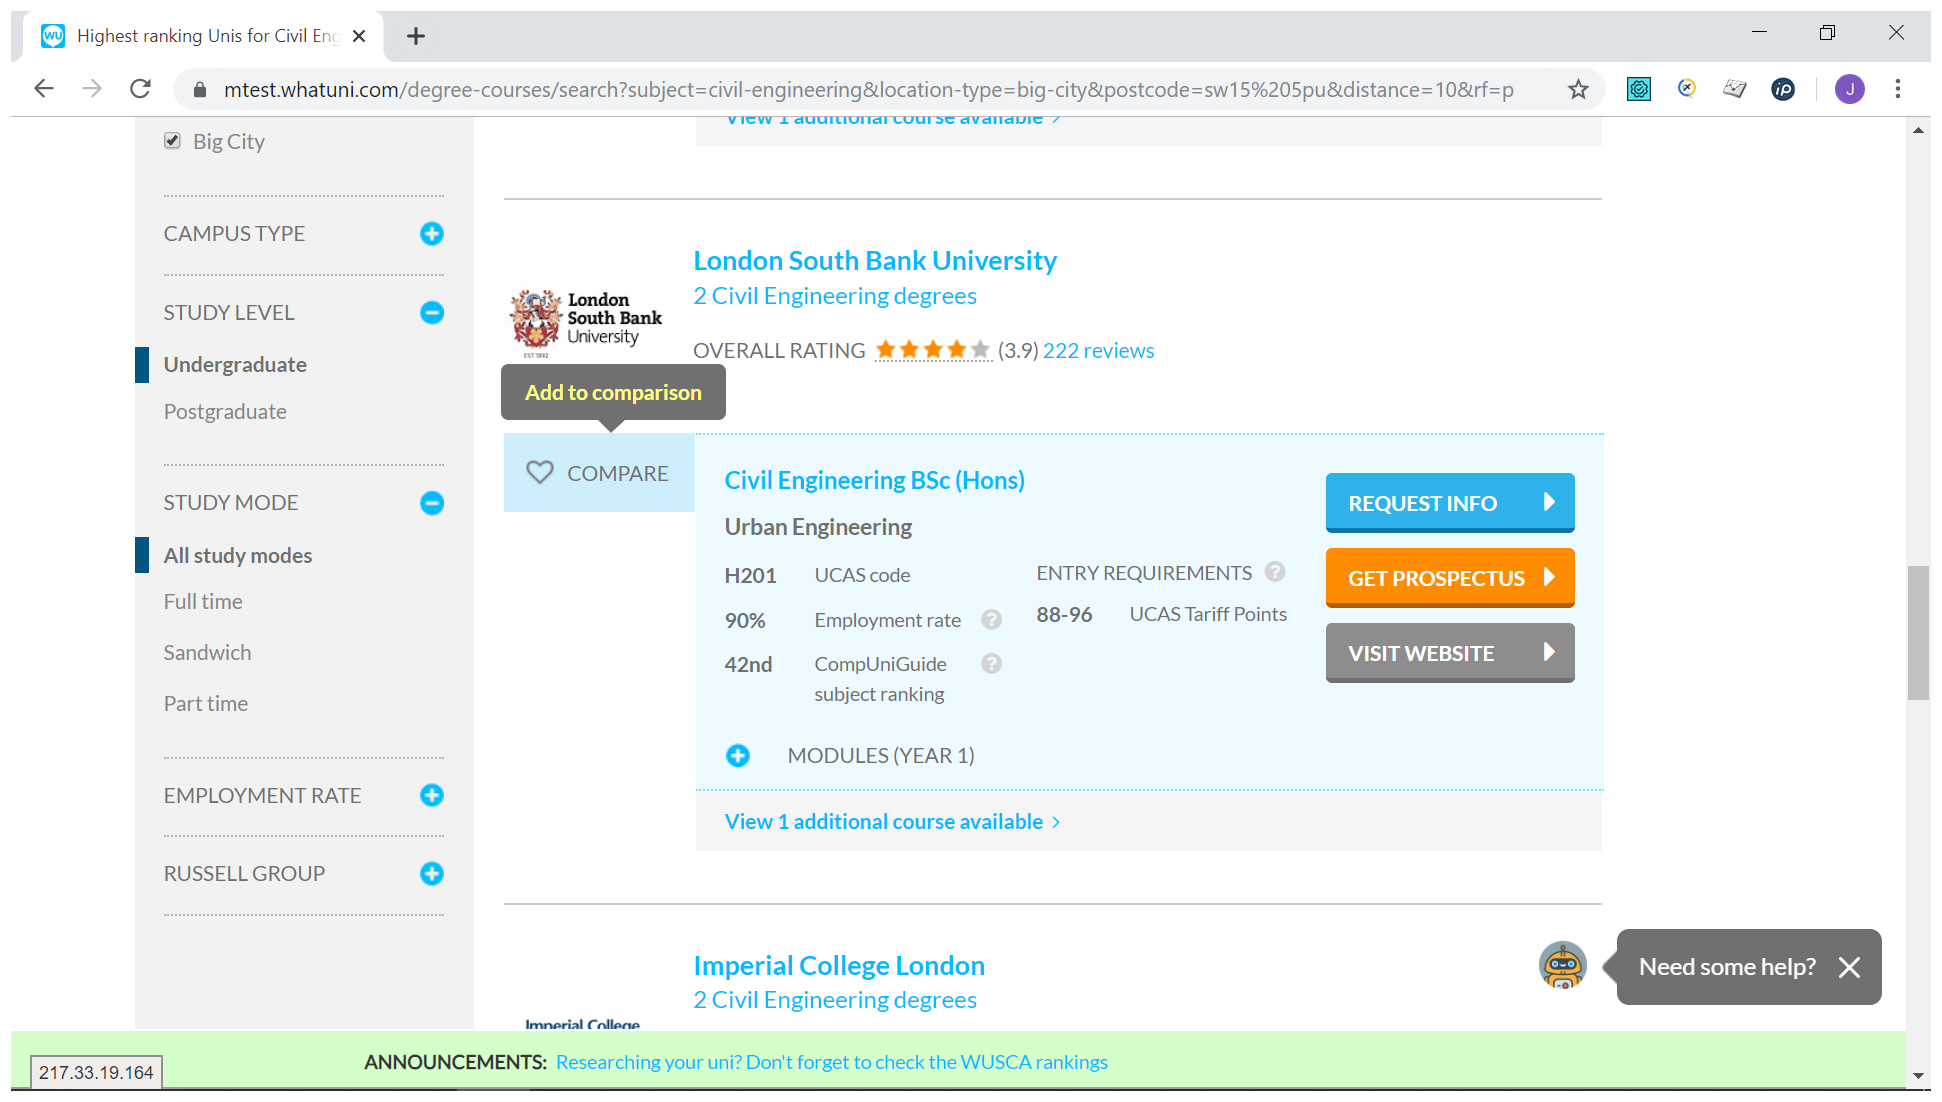 Highest ranking Unis for Civil Eng
mtest.whatuni.com/degree-courses/search?subject=civil-engineering&location-type=big-city&postcode=sw15%205pu&distance=10&rf=p
J
View 1 additional course available >
Big City
CAMPUS TYPE
STUDY LEVEL
Undergraduate
Postgraduate
STUDY MODE
All study modes
Full time
Sandwich
Part time
EMPLOYMENT RATE
RUSSELL GROUP
London South Bank University
2 Civil Engineering degrees
London
South Bank
University
EST 1892
OVERALL RATING (3.9) 222 reviews
Add to comparison
COMPARE
Civil Engineering BSc (Hons)
Urban Engineering
H201 UCAS code
90% Employment rate ?
42nd CompUniGuide ?
subject ranking
ENTRY REQUIREMENTS ?
88-96 UCAS Tariff Points
REQUEST INFO
GET PROSPECTUS
VISIT WEBSITE
MODULES (YEAR 1)
View 1 additional course available >
Imperial College London
2 Civil Engineering degrees
Imperial College
Need some help?
ANNOUNCEMENTS: Researching your uni? Don't forget to check the WUSCA rankings
217.33.19.164